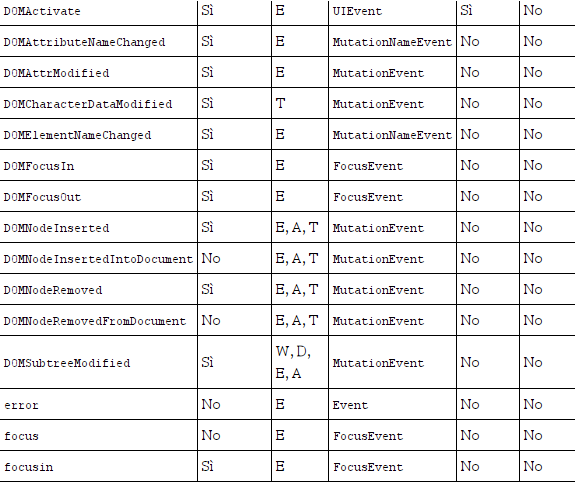 DOMActivate Sì E UIEvent Sì No
DOMAttributeNameChanged Sì E MutationNameEvent No No
DOMAttrModified Sì E MutationEvent No No
DOMCharacterDataModified Sì T MutationEvent No No
DOMElementNameChanged Sì E MutationNameEvent No No
DOMFocusIn Sì E FocusEvent No No
DOMFocusOut Sì E FocusEvent No No
DOMNodeInserted Sì E, A, T MutationEvent No No
DOMNodeInsertedIntoDocument No E, A, T MutationEvent No No
DOMNodeRemoved Sì E, A, T MutationEvent No No
DOMNodeRemovedFromDocument No E, A, T MutationEvent No No
DOMSubtreeModified Sì W, D, E, A MutationEvent No No
error No E Event No No
focus No E FocusEvent No No
focusin Sì E FocusEvent No No